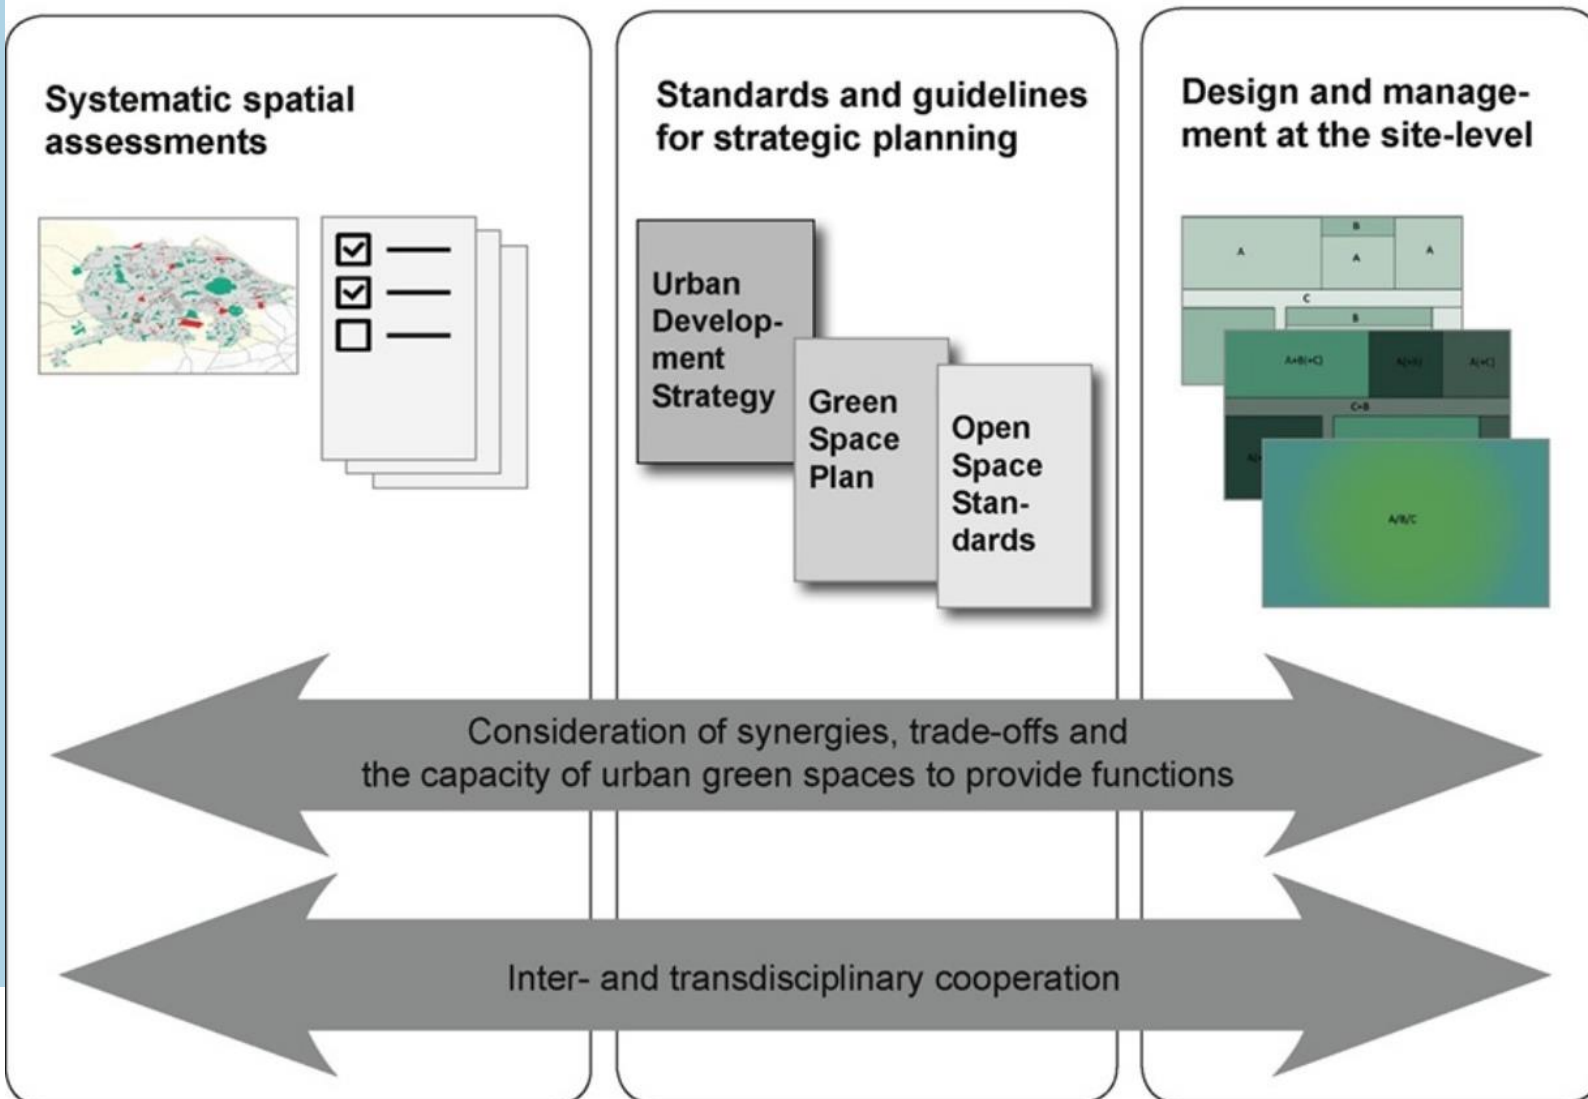 Systematic spatial
assessments
Standards and guidelines
for strategic planning
Design and manage-
ment at the site-level
Urban
Develop-
ment
Strategy
Green
Space
Plan
Open
Space
Stan-
dards
B
A
A
A
C
B
A+B(+C)
A(+C)
C+B
A/B/C
Consideration of synergies, trade-offs and
the capacity of urban green spaces to provide functions
Inter- and transdisciplinary cooperation